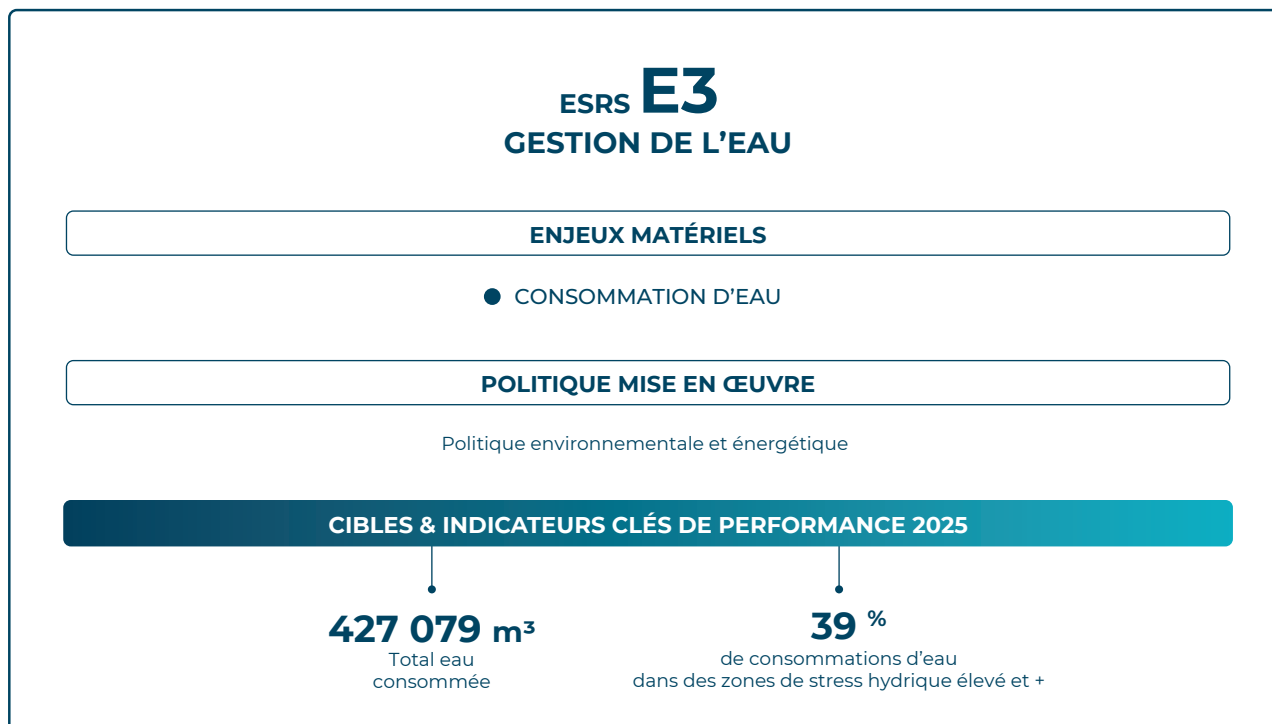 ESRS E3
GESTION DE L’EAU
ENJEUX MATÉRIELS
● CONSOMMATION D’EAU
POLITIQUE MISE EN ŒUVRE
Politique environnementale et énergétique
CIBLES & INDICATEURS CLÉS DE PERFORMANCE 2025
427 079 m³
Total eau
consommée
39 %
de consommations d’eau
dans des zones de stress hydrique élevé et +